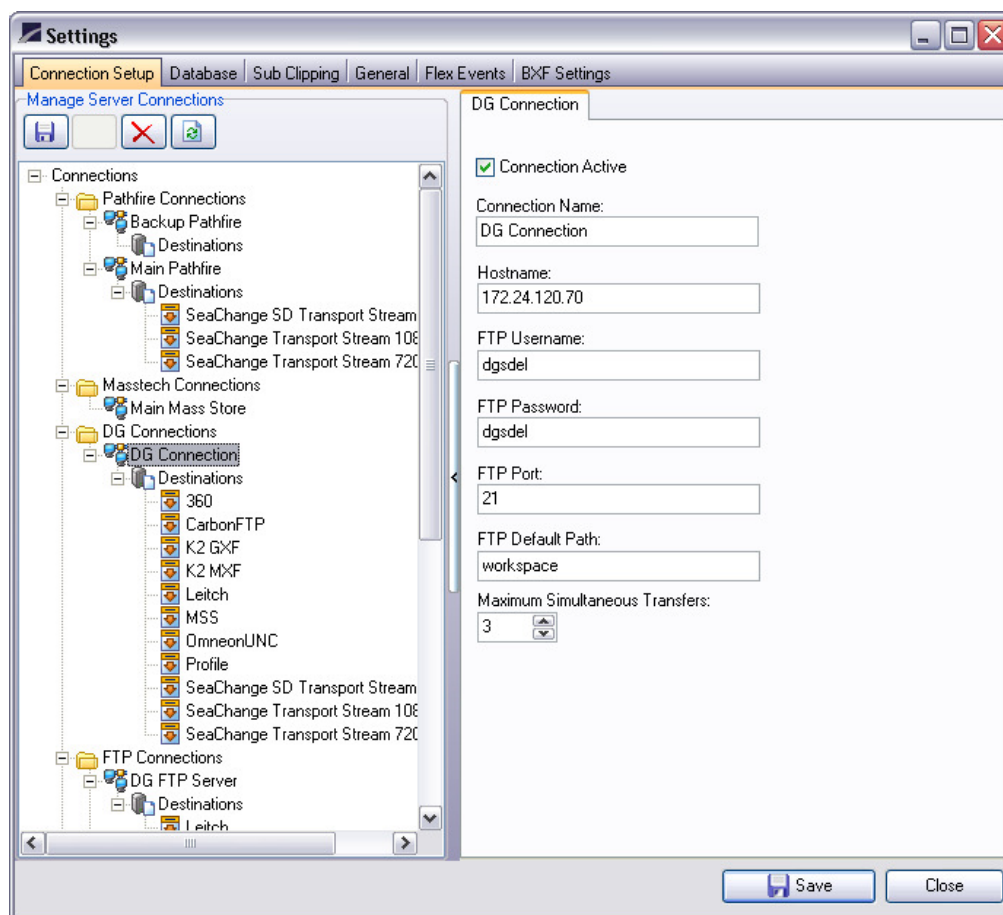 Settings
Connection Setup Database Sub Clipping General Flex Events BXF Settings
Manage Server Connections
Connections
Pathfire Connections
Backup Pathfire
Destinations
Main Pathfire
Destinations
SeaChange SD Transport Stream
SeaChange Transport Stream 108
SeaChange Transport Stream 720
Masstech Connections
Main Mass Store
DG Connections
DG Connection
Destinations
360
CarbonFTP
K2 GXF
K2 MXF
Leitch
MSS
OmneonUNC
Profile
SeaChange SD Transport Stream
SeaChange Transport Stream 108
SeaChange Transport Stream 720
FTP Connections
DG FTP Server
Destinations
Leitch
DG Connection
Connection Active
Connection Name:
DG Connection
Hostname:
172.24.120.70
FTP Username:
dgsdel
FTP Password:
dgsdel
FTP Port:
21
FTP Default Path:
workspace
Maximum Simultaneous Transfers:
3
Save Close